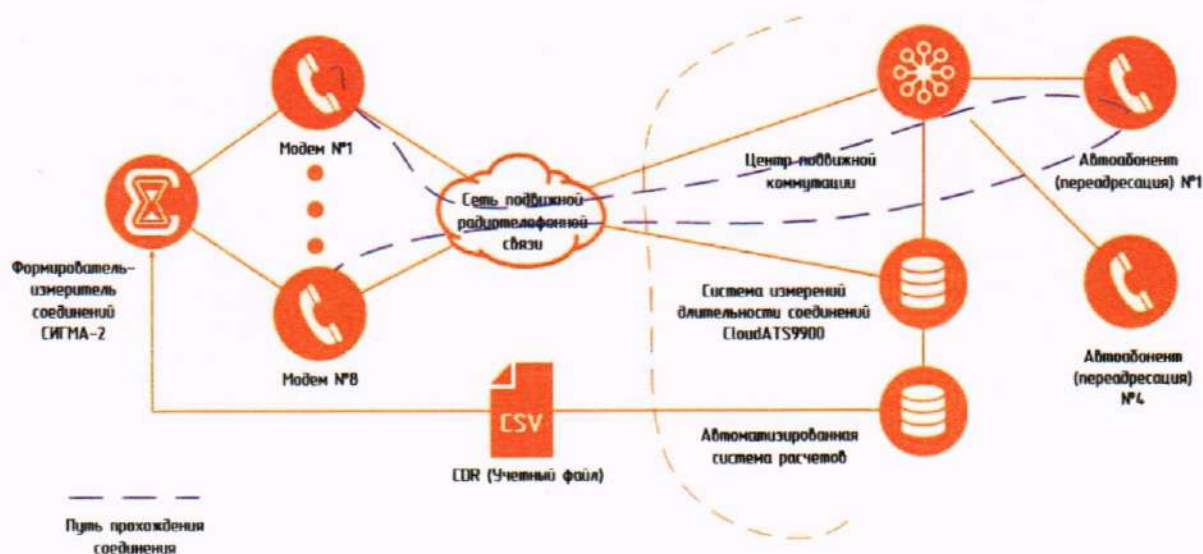 Модем №1
Центр подвижной
коммутации
Автоабонент
(переадресация) №1
Сеть подвижной
радиотелефонной
связи
Формирователь-
измеритель
соединений
СИГМА-2
Система измерений
длительности соединений
CloudATS9900
Автоабонент
(переадресация)
№4
Модем №8
CSV
CDR (Учетный файл)
Автоматизированная
система расчетов
Путь прохождения
соединения